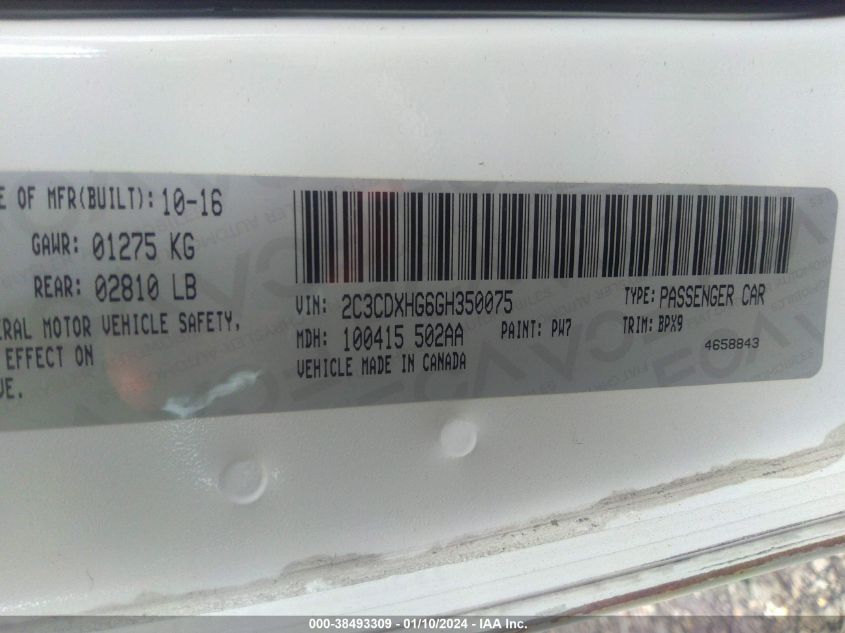 E OF MFR(BUILT): 10-16
GAWR: 01275 KG
REAR: 02810 LB
ERAL MOTOR VEHICLE SAFETY,
EFFECT ON
VE.
VIN: 2C3CDXHG6GH350075 TYPE: PASSENGER CAR
MDH: 100415 502AA PAINT: PW7 TRIM: BPX9
VEHICLE MADE IN CANADA 4658843
000-38493309 - 01/10/2024 - IAA Inc.